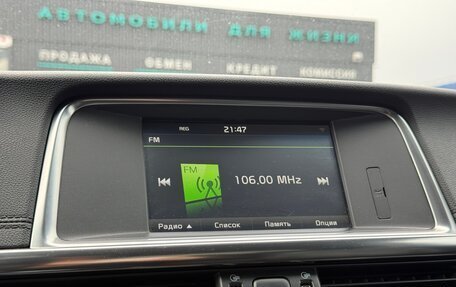 АВТОМОБИЛИ ДЛЯ ЖИЗНИ
ПРОДАЖА ОБМЕН КРЕДИТ КОМИССИЯ
REG 21:47
FM
FM
106.00 MHz
Радио ▲ Список Память Опции